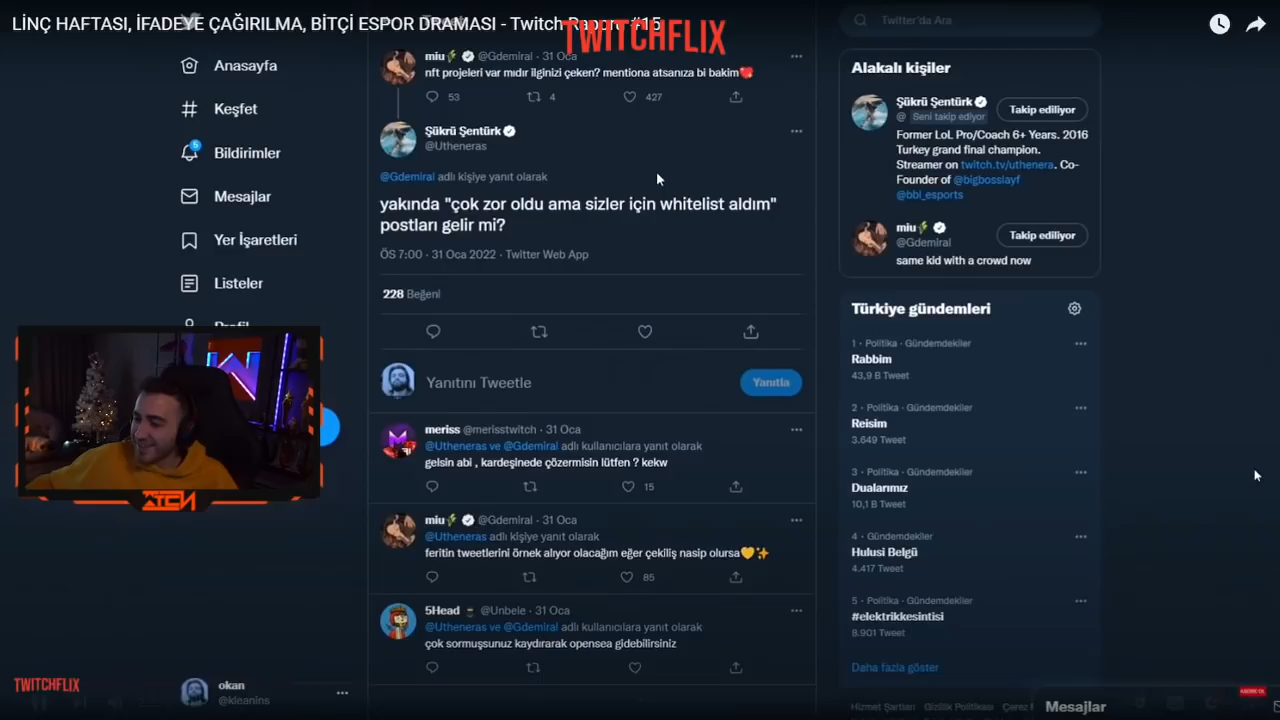 LİNÇ HAFTASI, İFADEYE ÇAĞIRILMA, BİTÇİ ESPOR DRAMASI - Twitch Raporu #15
TWITCHFLIX
Twitter'da Ara
Anasayfa
Keşfet
5
Bildirimler
Mesajlar
Yer İşaretleri
Listeler
Profil
miu @Gdemiral · 31 Oca
nft projeleri var mıdır ilginizi çeken? mentiona atsanıza bi bakim
53 4 427
Şükrü Şentürk
@Utheneras
@Gdemiral adlı kişiye yanıt olarak
yakında "çok zor oldu ama sizler için whitelist aldım"
postları gelir mi?
ÖS 7:00 · 31 Oca 2022 · Twitter Web App
228 Beğeni
Yanıtını Tweetle
Yanıtla
meriss @merisstwitch · 31 Oca
@Utheneras ve @Gdemiral adlı kullanıcılara yanıt olarak
gelsin abi , kardeşinede çözermisin lütfen ? kekw
15
miu @Gdemiral · 31 Oca
@Utheneras adlı kişiye yanıt olarak
feritin tweetlerini örnek alıyor olacağım eğer çekiliş nasip olursa
85
5Head @Unbele · 31 Oca
@Utheneras ve @Gdemiral adlı kullanıcılara yanıt olarak
çok sormuşsunuz kaydırarak opensea gidebilirsiniz
Alakalı kişiler
Şükrü Şentürk
@ Seni takip ediyor
Takip ediliyor
Former LoL Pro/Coach 6+ Years. 2016
Turkey grand final champion.
Streamer on twitch.tv/uthenera. Co-
Founder of @bigbosslayf
@bbl_esports
miu
@Gdemiral
Takip ediliyor
same kid with a crowd now
Türkiye gündemleri
1 · Politika · Gündemdekiler
Rabbim
43,9 B Tweet
2 · Politika · Gündemdekiler
Reisim
3.649 Tweet
3 · Politika · Gündemdekiler
Dualarımız
10,1 B Tweet
4 · Gündemdekiler
Hulusi Belgü
4.417 Tweet
5 · Politika · Gündemdekiler
#elektrikkesintisi
8.901 Tweet
Daha fazla göster
Hizmet Şartları Gizlilik Politikası Çerez
Mesajlar
TWITCHFLIX
okan
@kleanins